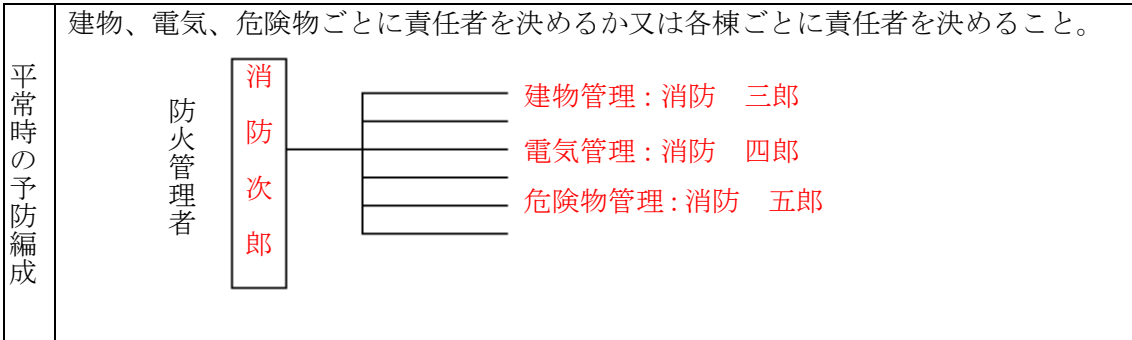 建物、電気、危険物ごとに責任者を決めるか又は各棟ごとに責任者を決めること。
平常時の予防編成
防火管理者
消防次郎
建物管理:消防　三郎
電気管理:消防　四郎
危険物管理:消防　五郎